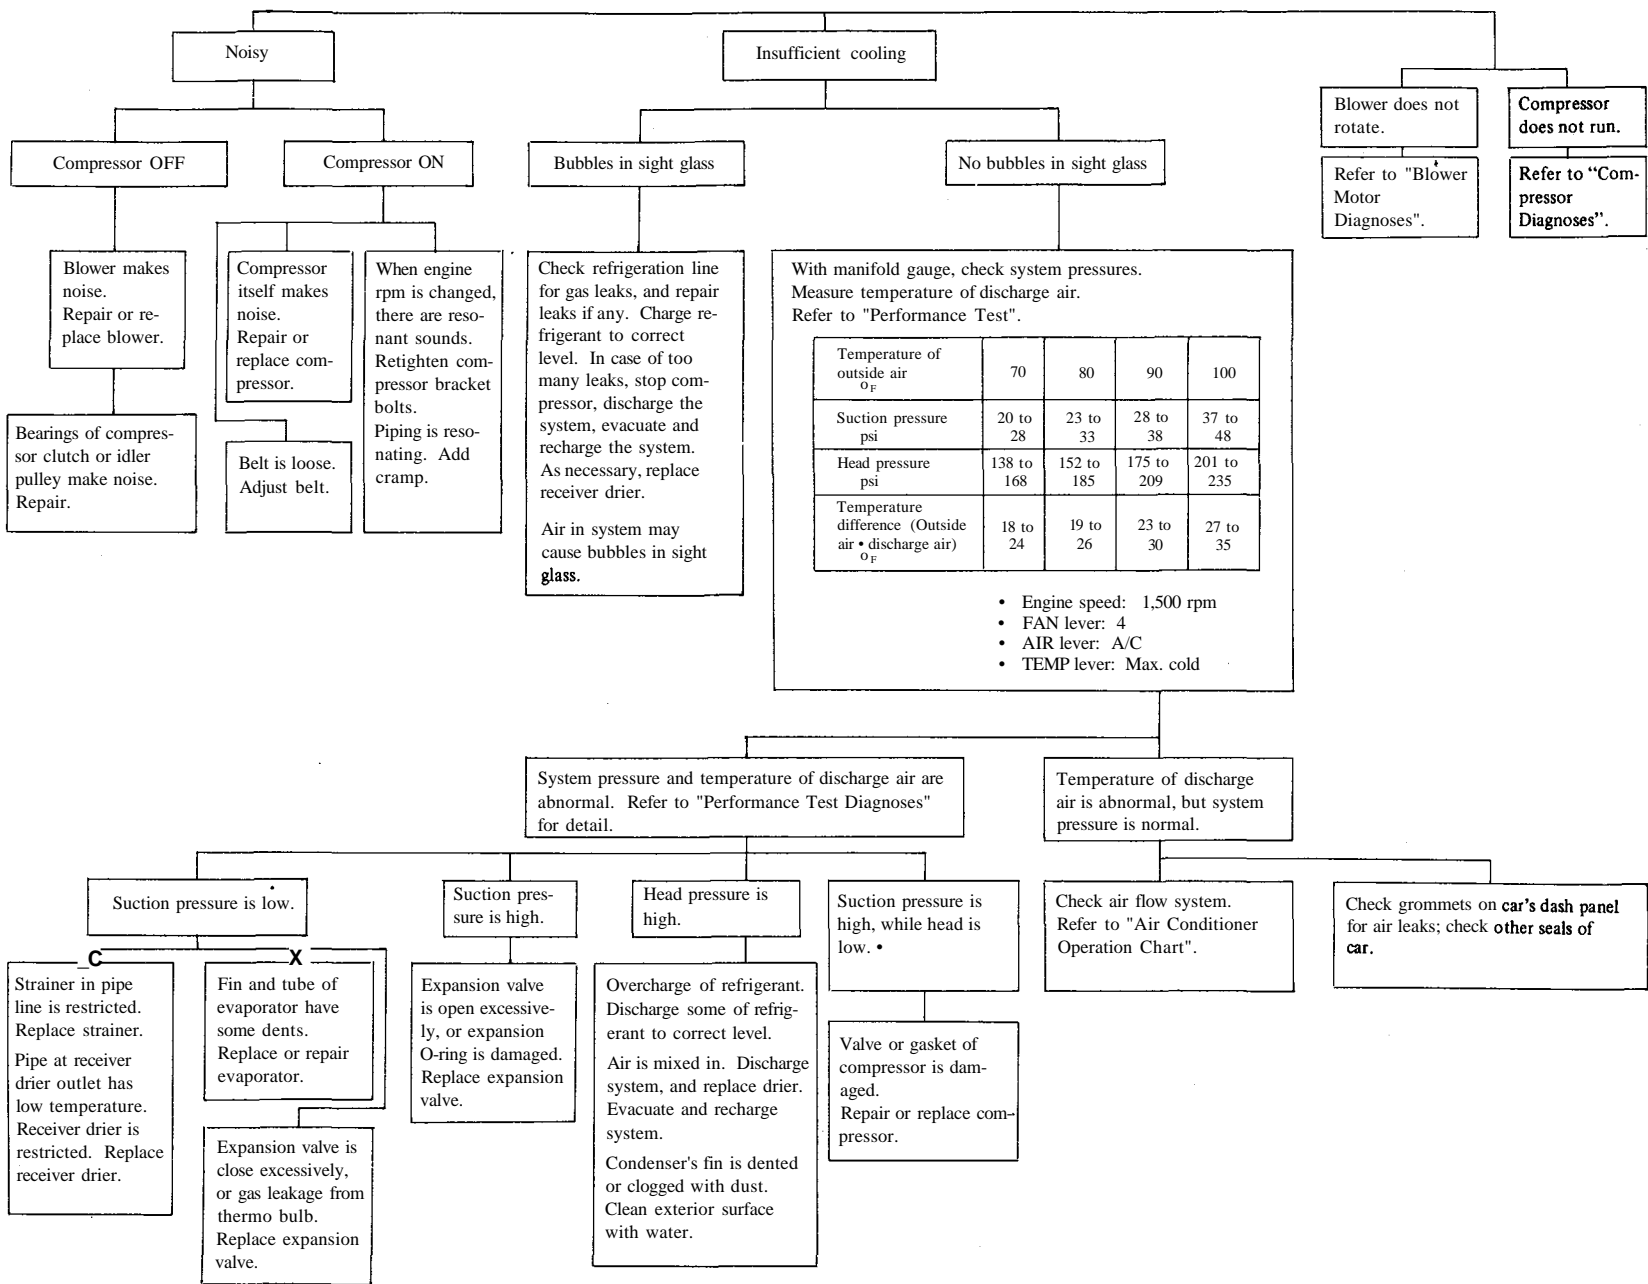 Noisy
Insufficient cooling
Blower does not
rotate.
Compressor
does not run.
Compressor OFF
Compressor ON
Bubbles in sight glass
No bubbles in sight glass
Refer to "Blower
Motor
Diagnoses".
Refer to “Com-
pressor
Diagnoses”.
Blower makes
noise.
Repair or re-
place blower.
Bearings of compres-
sor clutch or idler
pulley make noise.
Repair.
Compressor
itself makes
noise.
Repair or
replace com-
pressor.
Belt is loose.
Adjust belt.
When engine
rpm is changed,
there are reso-
nant sounds.
Retighten com-
pressor bracket
bolts.
Piping is reso-
nating. Add
cramp.
Check refrigeration line
for gas leaks, and repair
leaks if any. Charge re-
frigerant to correct
level. In case of too
many leaks, stop com-
pressor, discharge the
system, evacuate and
recharge the system.
As necessary, replace
receiver drier.
Air in system may
cause bubbles in sight
glass.
With manifold gauge, check system pressures.
Measure temperature of discharge air.
Refer to "Performance Test".
Temperature of
outside air
°F
70
80
90
100
Suction pressure
psi
20 to
28
23 to
33
28 to
38
37 to
48
Head pressure
psi
138 to
168
152 to
185
175 to
209
201 to
235
Temperature
difference (Outside
air • discharge air)
°F
18 to
24
19 to
26
23 to
30
27 to
35
• Engine speed: 1,500 rpm
• FAN lever: 4
• AIR lever: A/C
• TEMP lever: Max. cold
System pressure and temperature of discharge air are
abnormal. Refer to "Performance Test Diagnoses"
for detail.
Temperature of discharge
air is abnormal, but system
pressure is normal.
Suction pressure is low.
Suction pres-
sure is high.
Head pressure is
high.
Suction pressure is
high, while head is
low. •
Check air flow system.
Refer to "Air Conditioner
Operation Chart".
Check grommets on car's dash panel
for air leaks; check other seals of
car.
_C
X
Strainer in pipe
line is restricted.
Replace strainer.
Pipe at receiver
drier outlet has
low temperature.
Receiver drier is
restricted. Replace
receiver drier.
Fin and tube of
evaporator have
some dents.
Replace or repair
evaporator.
Expansion valve is
close excessively,
or gas leakage from
thermo bulb.
Replace expansion
valve.
Expansion valve
is open excessive-
ly, or expansion
O-ring is damaged.
Replace expansion
valve.
Overcharge of refrigerant.
Discharge some of refrig-
erant to correct level.
Air is mixed in. Discharge
system, and replace drier.
Evacuate and recharge
system.
Condenser's fin is dented
or clogged with dust.
Clean exterior surface
with water.
Valve or gasket of
compressor is dam-
aged.
Repair or replace com-
pressor.